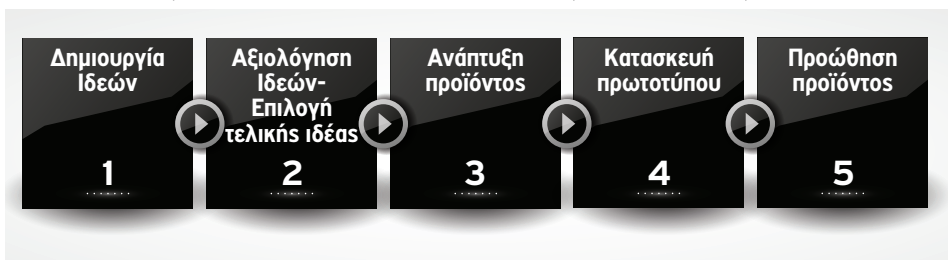 Δημιουργία
Ιδεών
1
Αξιολόγηση
Ιδεών-
Επιλογή
τελικής ιδέας
2
Ανάπτυξη
προϊόντος
3
Κατασκευή
πρωτοτύπου
4
Προώθηση
προϊόντος
5